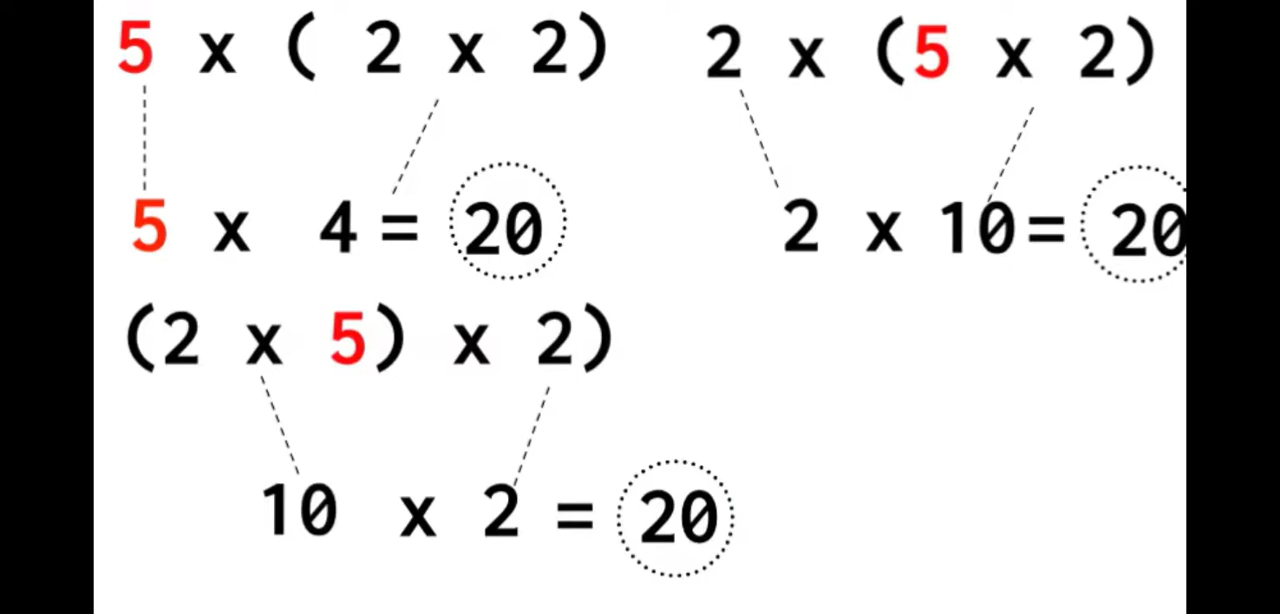 5 x ( 2 x 2)
5 x 4 = 20
2 x (5 x 2)
2 x 10 = 20
(2 x 5) x 2)
10 x 2 = 20